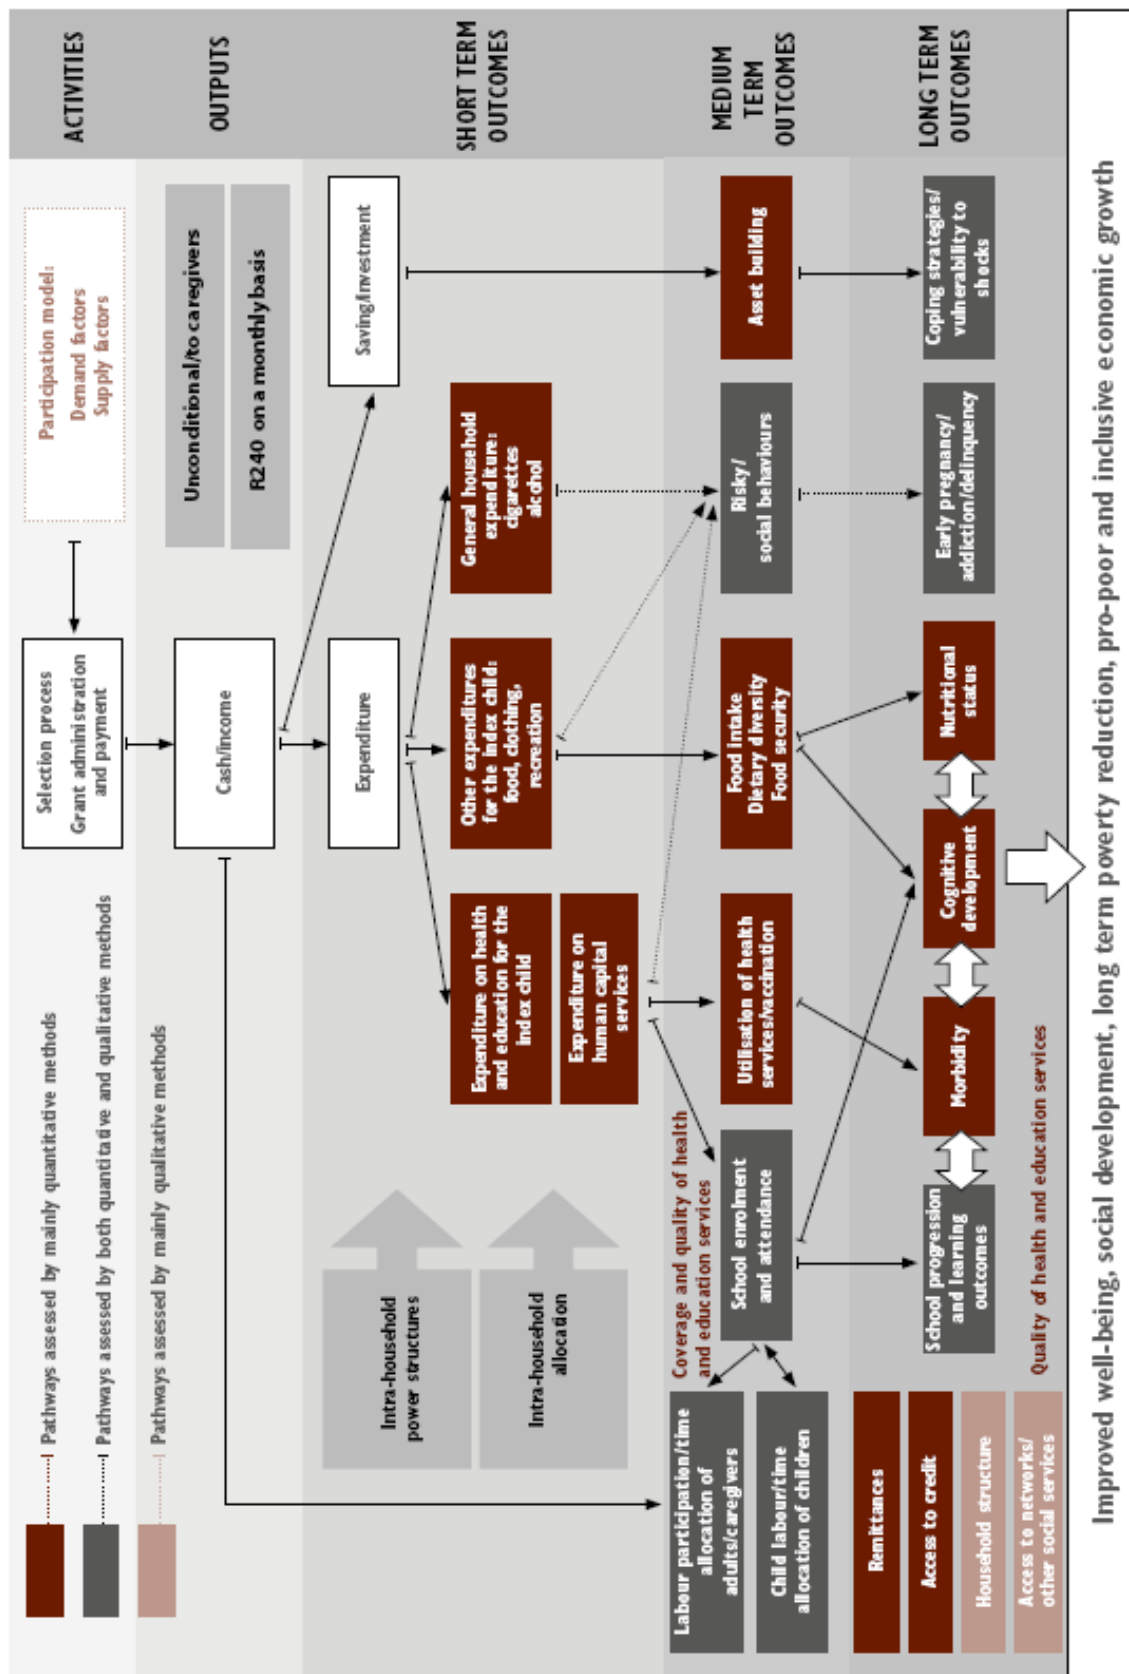 Pathways assessed by mainly quantitative methods
Pathways assessed by both quantitative and qualitative methods
Pathways assessed by mainly qualitative methods
ACTIVITIES
Selection process
Grant administration
and payment
Participation model:
Demand factors
Supply factors
OUTPUTS
Cash/income
Unconditional/to caregivers
R240 on a monthly basis
SHORT TERM
OUTCOMES
Intra-household
power structures
Intra-household
allocation
Expenditure
Saving/investment
Expenditure on health
and education for the
index child
Expenditure on
human capital
services
Other expenditures
for the index child:
food, clothing,
recreation
General household
expenditure:
cigarettes
alcohol
MEDIUM
TERM
OUTCOMES
Labour participation/time
allocation of
adults/caregivers
Child labour/time
allocation of children
Coverage and quality of health
and education services
School enrolment
and attendance
Utilisation of health
services/vaccination
Food intake
Dietary diversity
Food security
Risky/
social behaviours
Asset building
LONG TERM
OUTCOMES
Remittances
Access to credit
Household structure
Access to networks/
other social services
School progression
and learning
outcomes
Morbidity
Cognitive
development
Nutritional
status
Early pregnancy/
addiction/delinquency
Coping strategies/
vulnerability to
shocks
Quality of health and education services
Improved well-being, social development, long term poverty reduction, pro-poor and inclusive economic growth